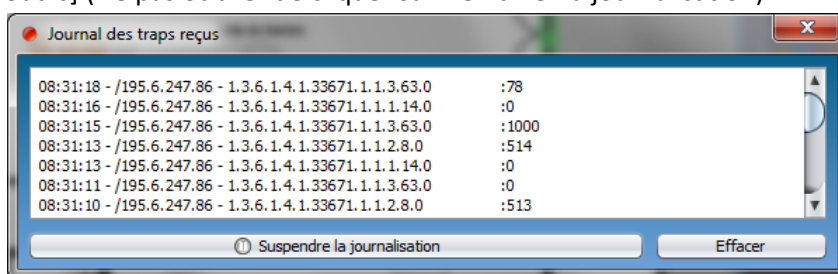 Journal des traps reçus
08:31:18 - /195.6.247.86 - 1.3.6.1.4.1.33671.1.1.3.63.0 :78
08:31:16 - /195.6.247.86 - 1.3.6.1.4.1.33671.1.1.1.14.0 :0
08:31:15 - /195.6.247.86 - 1.3.6.1.4.1.33671.1.1.3.63.0 :1000
08:31:13 - /195.6.247.86 - 1.3.6.1.4.1.33671.1.1.2.8.0 :514
08:31:13 - /195.6.247.86 - 1.3.6.1.4.1.33671.1.1.1.14.0 :0
08:31:11 - /195.6.247.86 - 1.3.6.1.4.1.33671.1.1.3.63.0 :0
08:31:10 - /195.6.247.86 - 1.3.6.1.4.1.33671.1.1.2.8.0 :513
Suspendre la journalisation Effacer